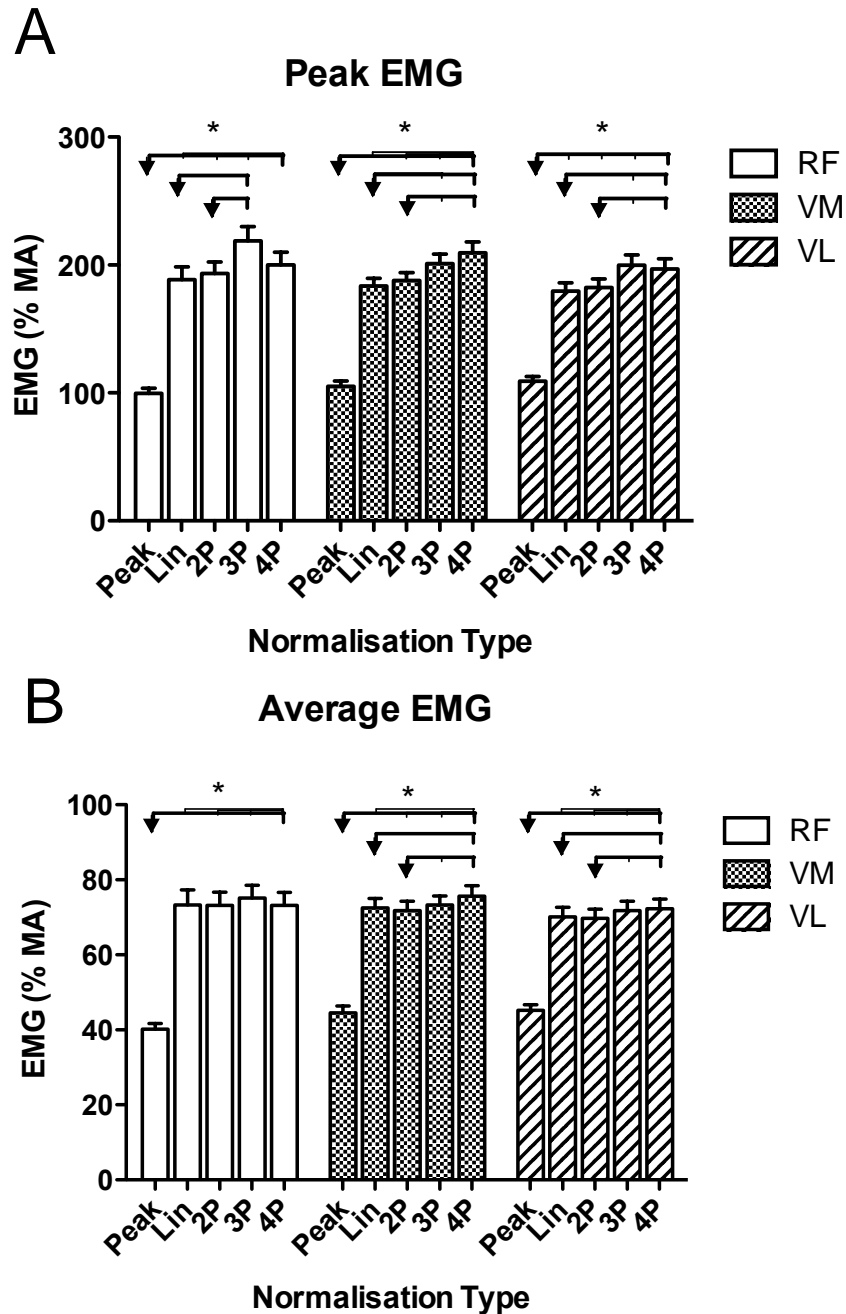 A
Peak EMG
300
200
100
0
EMG (% MA)
* * *
RF
VM
VL
Peak Lin 2P 3P 4P Peak Lin 2P 3P 4P Peak Lin 2P 3P 4P
Normalisation Type
B
Average EMG
100
80
60
40
20
0
EMG (% MA)
* * *
RF
VM
VL
Peak Lin 2P 3P 4P Peak Lin 2P 3P 4P Peak Lin 2P 3P 4P
Normalisation Type